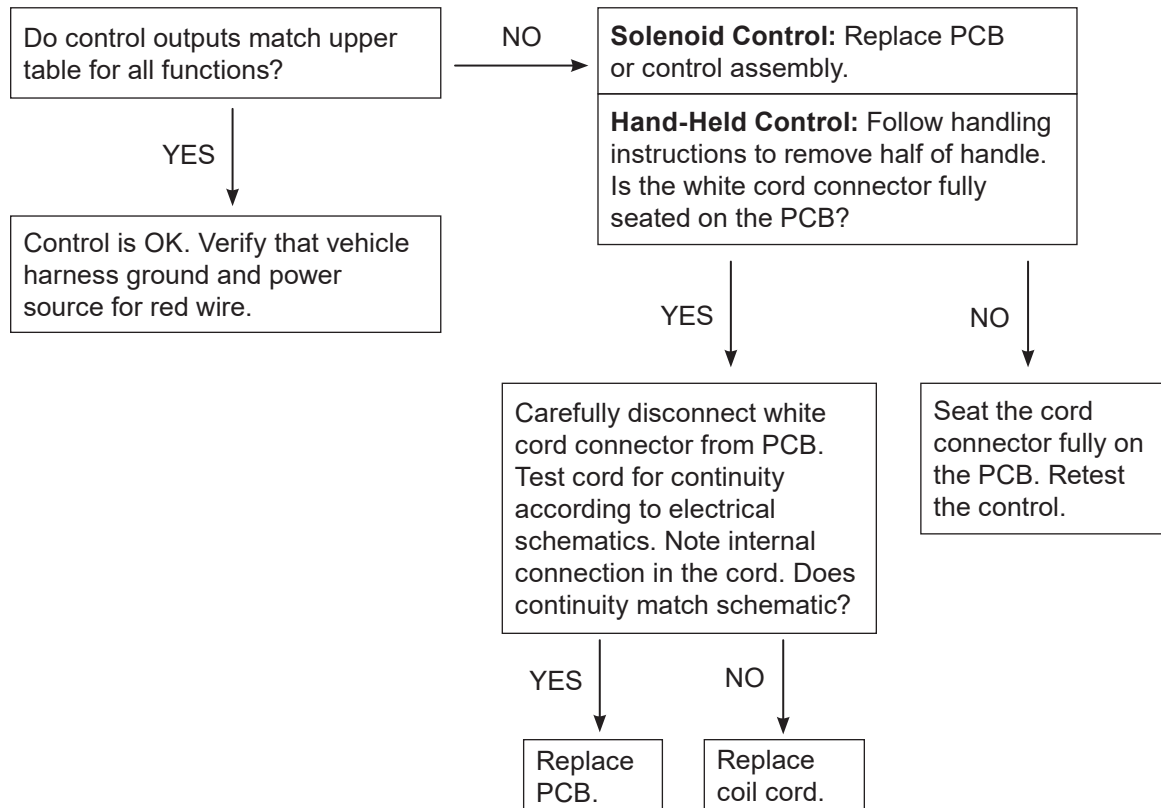 Do control outputs match upper
table for all functions?
NO
Solenoid Control: Replace PCB
or control assembly.
Hand-Held Control: Follow handling
instructions to remove half of handle.
Is the white cord connector fully
seated on the PCB?
YES
Control is OK. Verify that vehicle
harness ground and power
source for red wire.
YES
NO
Carefully disconnect white
cord connector from PCB.
Test cord for continuity
according to electrical
schematics. Note internal
connection in the cord. Does
continuity match schematic?
Seat the cord
connector fully on
the PCB. Retest
the control.
YES
NO
Replace
PCB.
Replace
coil cord.